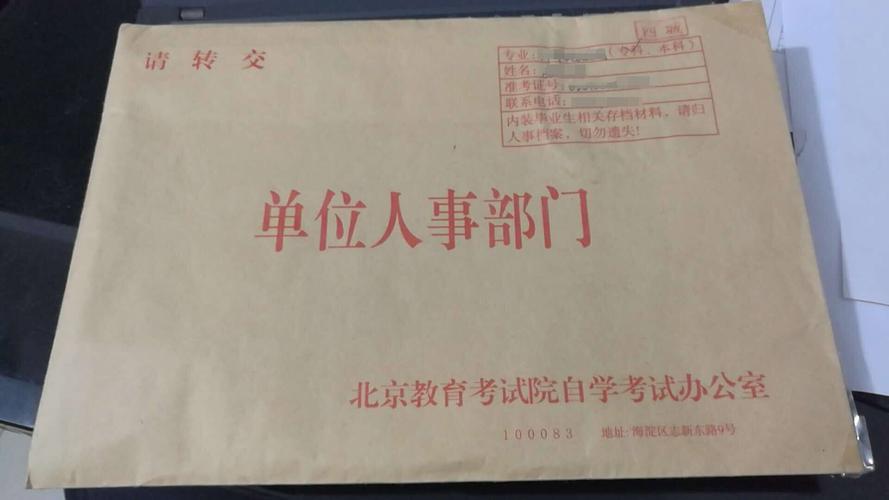 请转交
西城
专业:(专科、本科)
姓名:
准考证号:
联系电话:
内装毕业生相关存档材料，请归
人事档案，切勿遗失!
单位人事部门
北京教育考试院自学考试办公室
100083 地址:海淀区志新东路9号